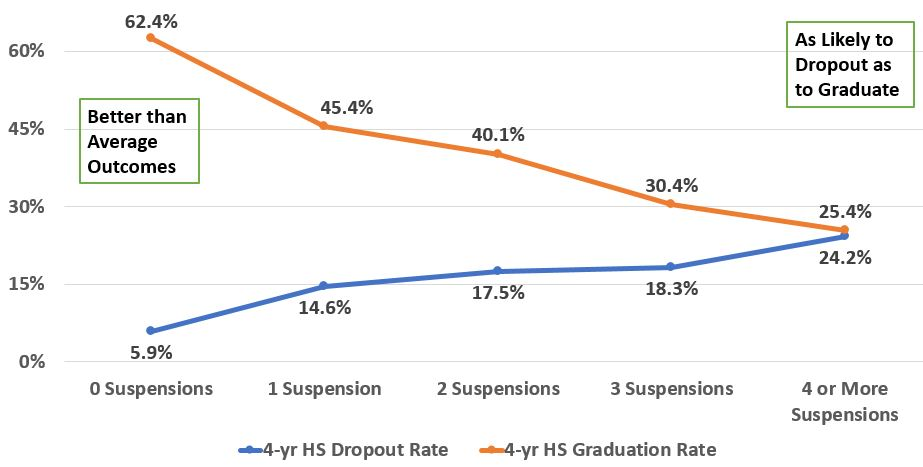 62.4%
60%
As Likely to
Dropout as
to Graduate
Better than
Average
Outcomes
45%
45.4%
40.1%
30%
30.4%
25.4%
24.2%
15%
14.6%
17.5%
18.3%
5.9%
0%
0 Suspensions
1 Suspension
2 Suspensions
3 Suspensions
4 or More
Suspensions
4-yr HS Dropout Rate
4-yr HS Graduation Rate